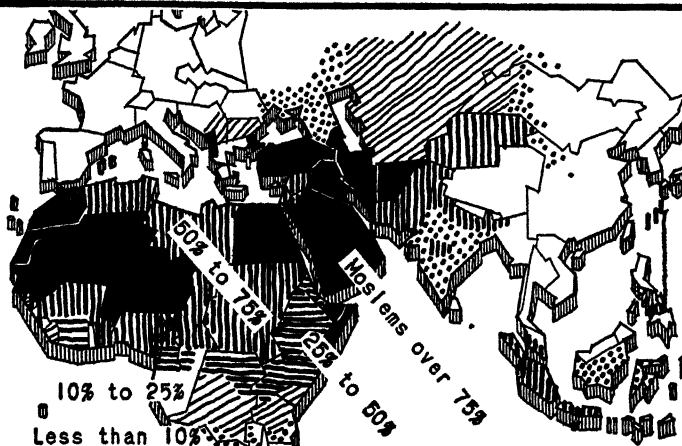 50% to 75%
Moslems over 75%
25% to 50%
10% to 25%
Less than 10%